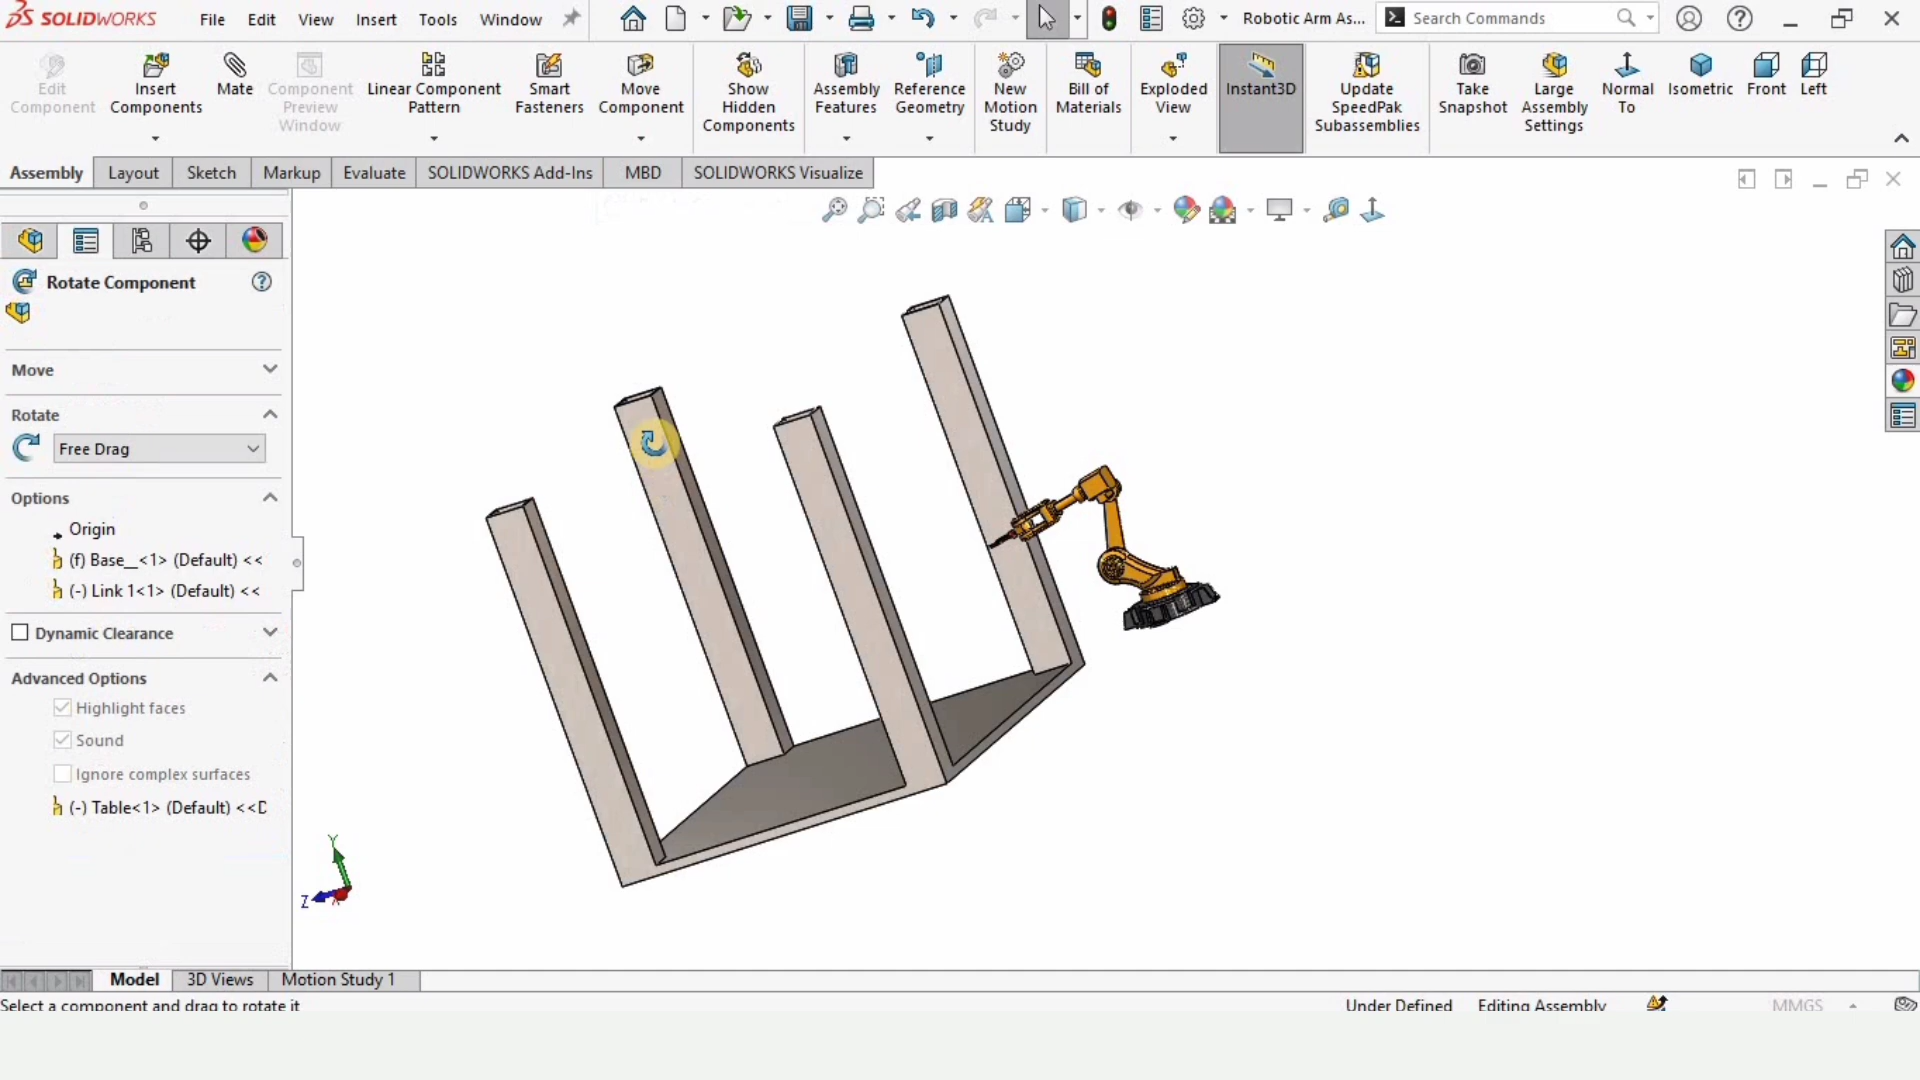 SOLIDWORKS File Edit View Insert Tools Window Robotic Arm As... Search Commands
Edit Component
Insert Components
Mate
Component Preview Window
Linear Component Pattern
Smart Fasteners
Move Component
Show Hidden Components
Assembly Features
Reference Geometry
New Motion Study
Bill of Materials
Exploded View
Instant3D
Update SpeedPak Subassemblies
Take Snapshot
Large Assembly Settings
Normal To
Isometric
Front
Left
Assembly Layout Sketch Markup Evaluate SOLIDWORKS Add-Ins MBD SOLIDWORKS Visualize
Rotate Component
Move
Rotate
Free Drag
Options
Origin
(f) Base__<1> (Default) <<
(-) Link 1<1> (Default) <<
Dynamic Clearance
Advanced Options
Highlight faces
Sound
Ignore complex surfaces
(-) Table<1> (Default) <<D
Y
Z
Model 3D Views Motion Study 1
Select a component and drag to rotate it Under Defined Editing Assembly MMGS